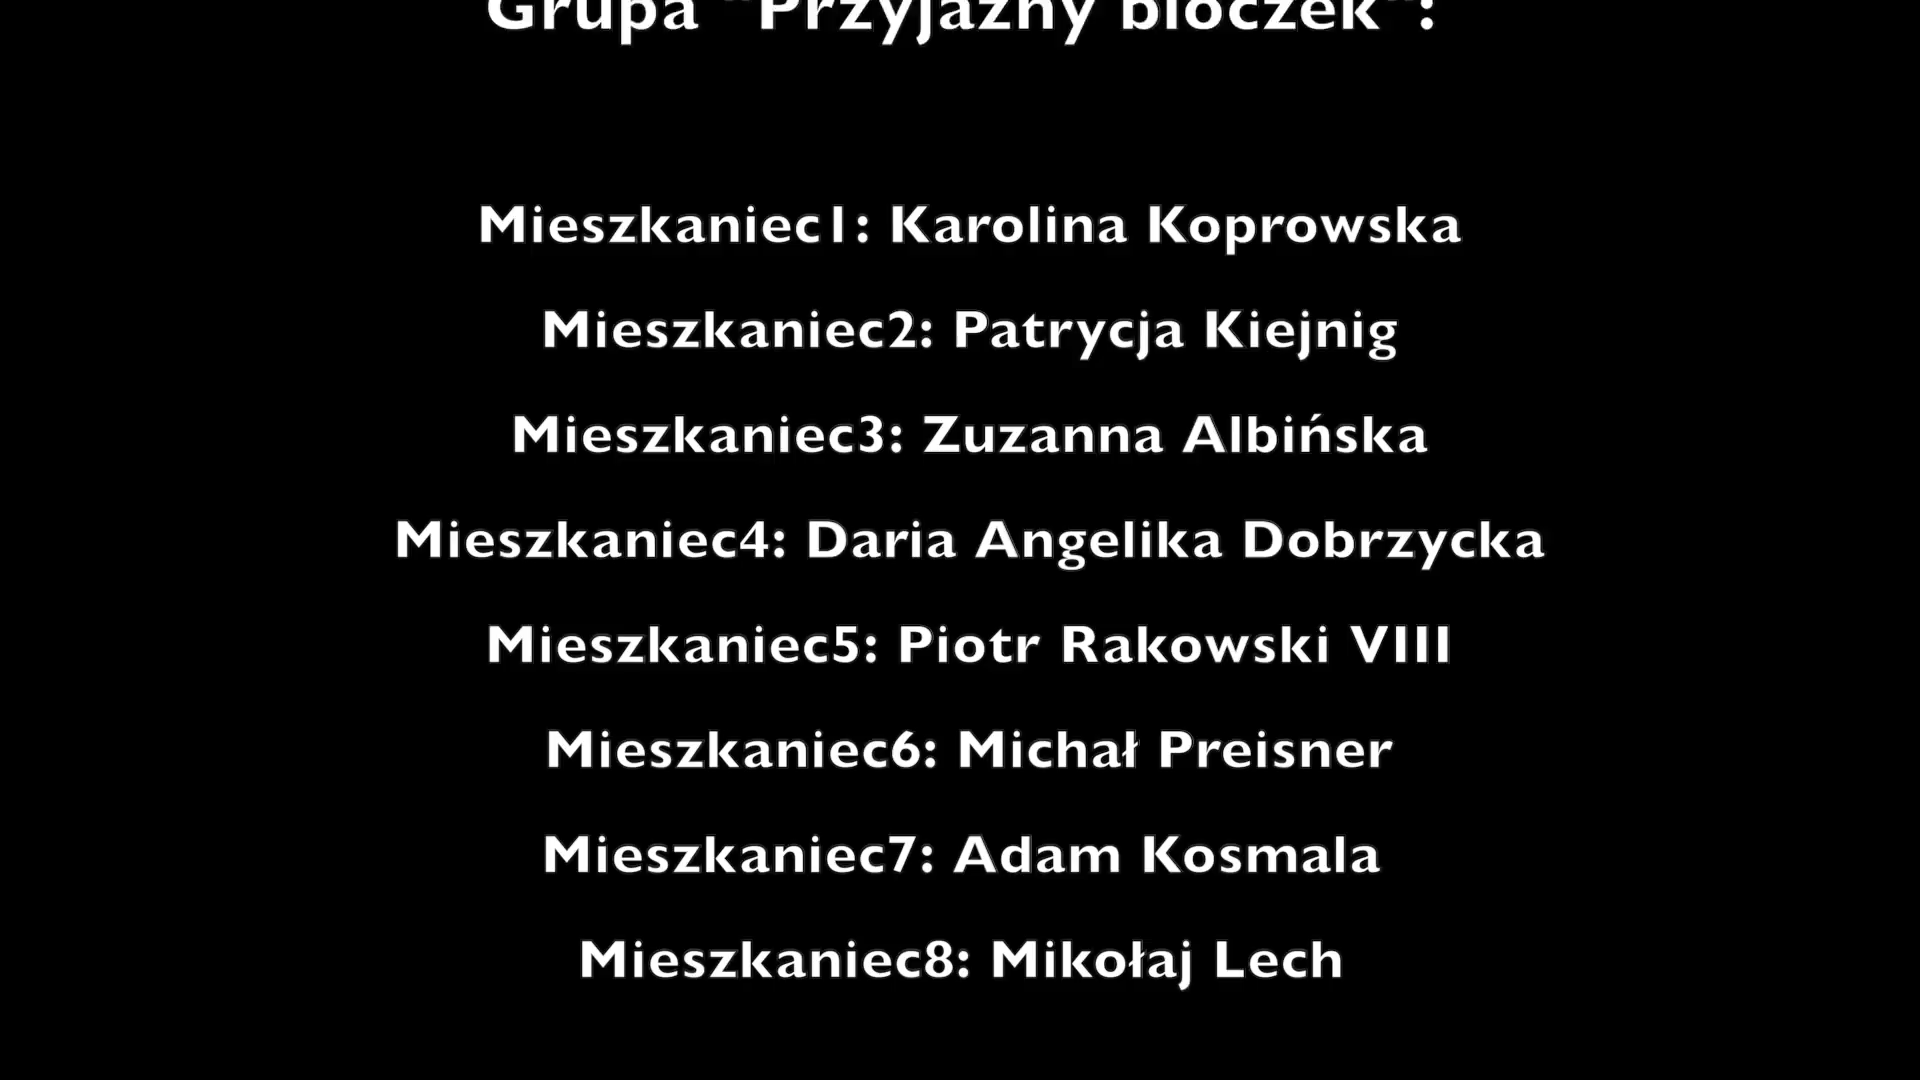 Grupa "Przyjazny bloczek":
Mieszkaniec1: Karolina Koprowska
Mieszkaniec2: Patrycja Kiejnig
Mieszkaniec3: Zuzanna Albińska
Mieszkaniec4: Daria Angelika Dobrzycka
Mieszkaniec5: Piotr Rakowski VIII
Mieszkaniec6: Michał Preisner
Mieszkaniec7: Adam Kosmala
Mieszkaniec8: Mikołaj Lech